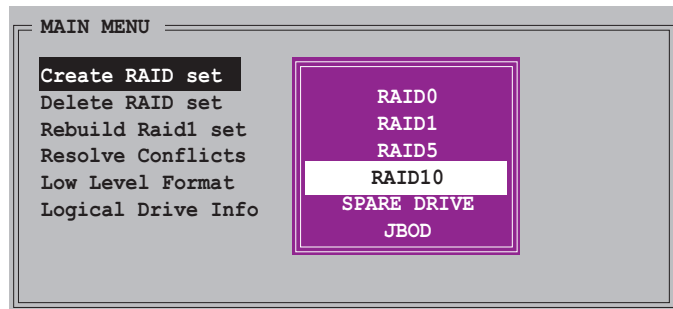 MAIN MENU
Create RAID set
Delete RAID set
Rebuild Raid1 set
Resolve Conflicts
Low Level Format
Logical Drive Info
RAID0
RAID1
RAID5
RAID10
SPARE DRIVE
JBOD